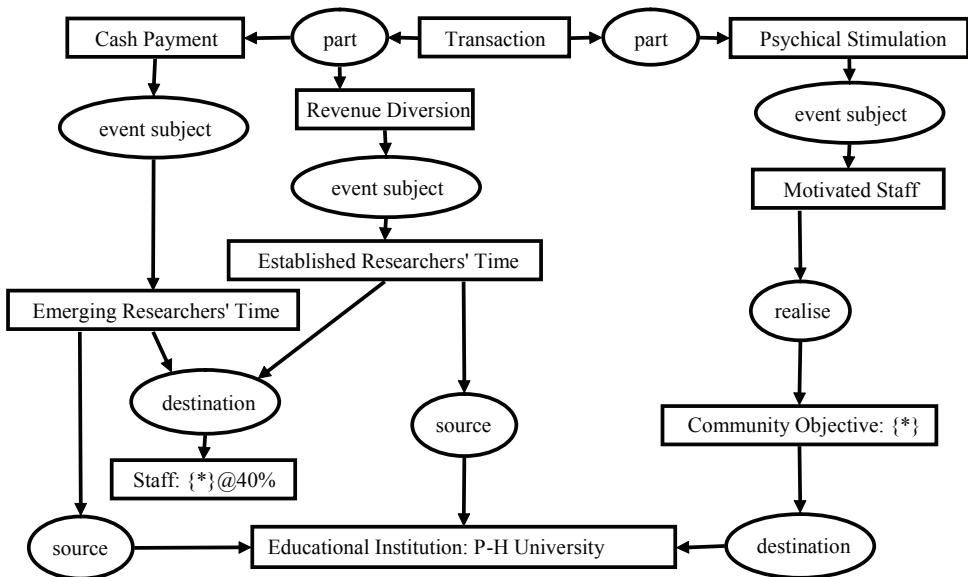 Cash Payment
part
Transaction
part
Psychical Stimulation
event subject
Revenue Diversion
event subject
event subject
Motivated Staff
Established Researchers' Time
Emerging Researchers' Time
realise
destination
source
Community Objective: {*}
Staff: {*}@40%
source
Educational Institution: P-H University
destination